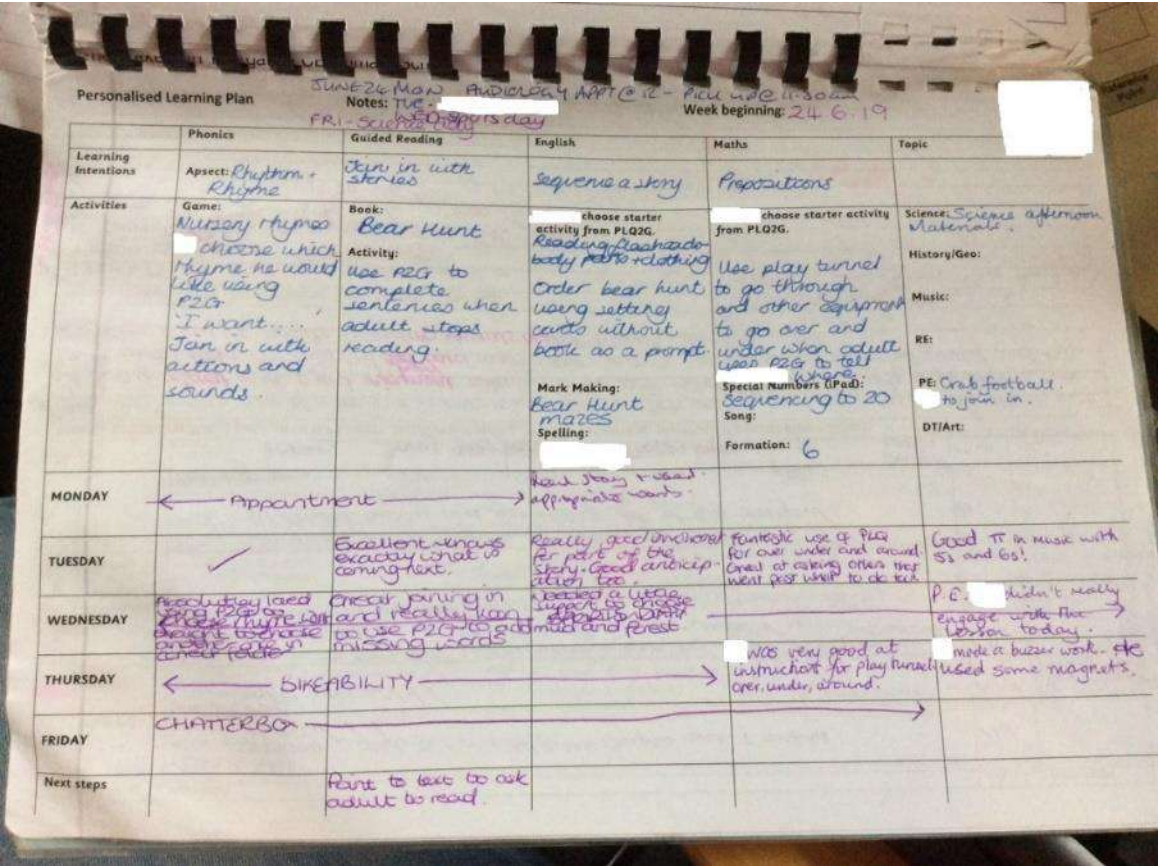 JUNE 24 MON AUDIOLOGY APPT @ 12 - PICK UP @ 11.30am
Personalised Learning Plan
Notes: TUE -
WED - Sports day
FRI - Science
Week beginning: 24.6.19
Phonics
Guided Reading
English
Maths
Topic
Learning
Intentions
Apsect: Rhythm +
Rhyme
Join in with
stories
Sequence a story
Prepositions
Activities
Game:
Nursery rhymes
choose which
rhyme he would
like using
P2G
'I want....
Join in with
actions and
sounds.
Book:
Bear Hunt
Activity:
Use P2G to
complete
sentences when
adult stops
reading.
choose starter
activity from PLQ2G.
Reading flashcards
body parts + clothing
Order bear hunt
using setting
cards without
book as a prompt.
Mark Making:
Bear Hunt
mazes
Spelling:
choose starter activity
from PLQ2G.
Use play tunnel
to go through
and other equipment
to go over and
under when adult
uses P2G to tell
where.
Special Numbers (iPad):
Sequencing to 20
Song:
Formation: 6
Science: Science afternoon
Materials.
History/Geo:
Music:
RE:
PE: Crab football.
to join in.
DT/Art:
MONDAY
Appointment
Read story + used
appropriate words.
TUESDAY
Excellent knows
exactly what is
coming next.
Really good
for part of the
story. Good anticip-
ation too.
Fantastic use of PLQ
for over under and around.
Great at asking others that
went past what to do too.
Good TT in music with
5s and 6s!
WEDNESDAY
Absolutely loved
using P2G to
choose rhyme
straight to choose
another one in
Great joining in
and really keen
to use P2G to add
missing words
Needed a little
support to choose
mud and forest
P.E. didn't really
engage with the
lesson today.
THURSDAY
BIKEABILITY
was very good at
instructions for play tunnel
over, under, around.
made a buzzer work. He
used some magnets.
FRIDAY
CHATTERBOX
Next steps
Point to text to ask
adult to read.